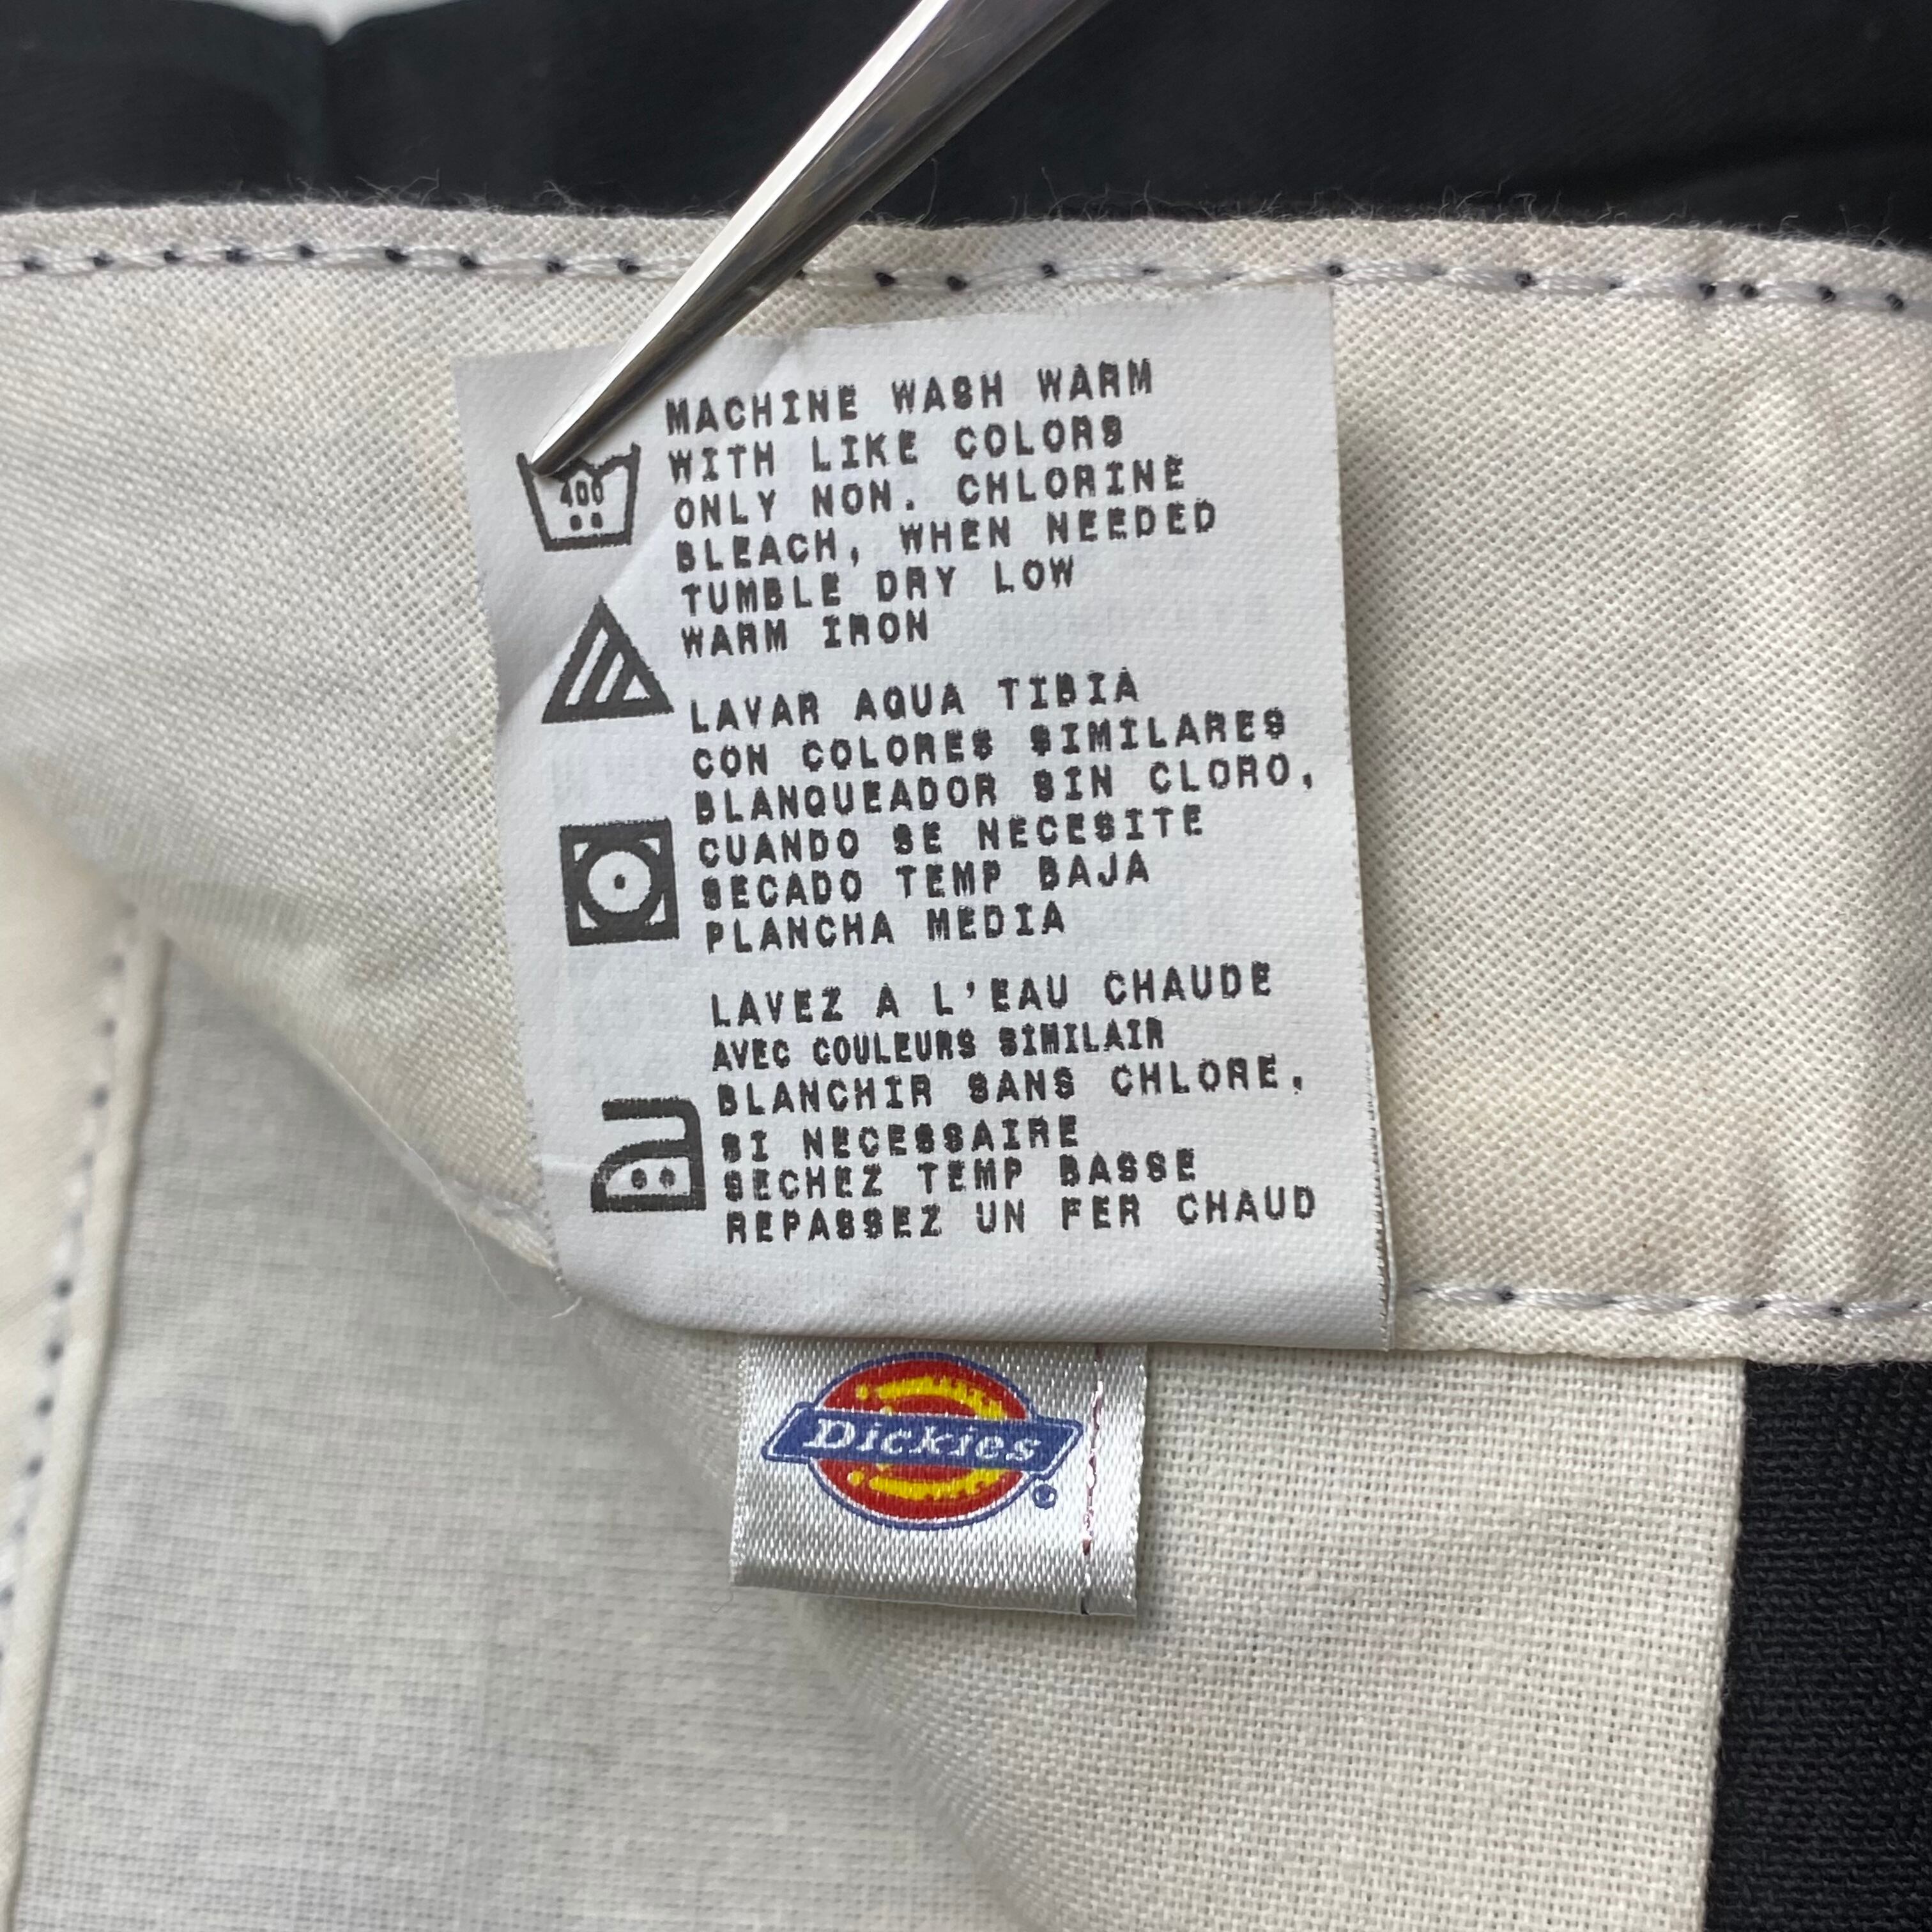 MACHINE WASH WARM
WITH LIKE COLORS
ONLY NON. CHLORINE
BLEACH, WHEN NEEDED
TUMBLE DRY LOW
WARM IRON
400
LAVAR AQUA TIBIA
CON COLORES SIMILARES
BLANQUEADOR SIN CLORO,
CUANDO SE NECESITE
SECADO TEMP BAJA
PLANCHA MEDIA
LAVEZ A L'EAU CHAUDE
AVEC COULEURS SIMILAIR
BLANCHIR SANS CHLORE,
SI NECESSAIRE
SECHEZ TEMP BASSE
REPASSEZ UN FER CHAUD
Dickies